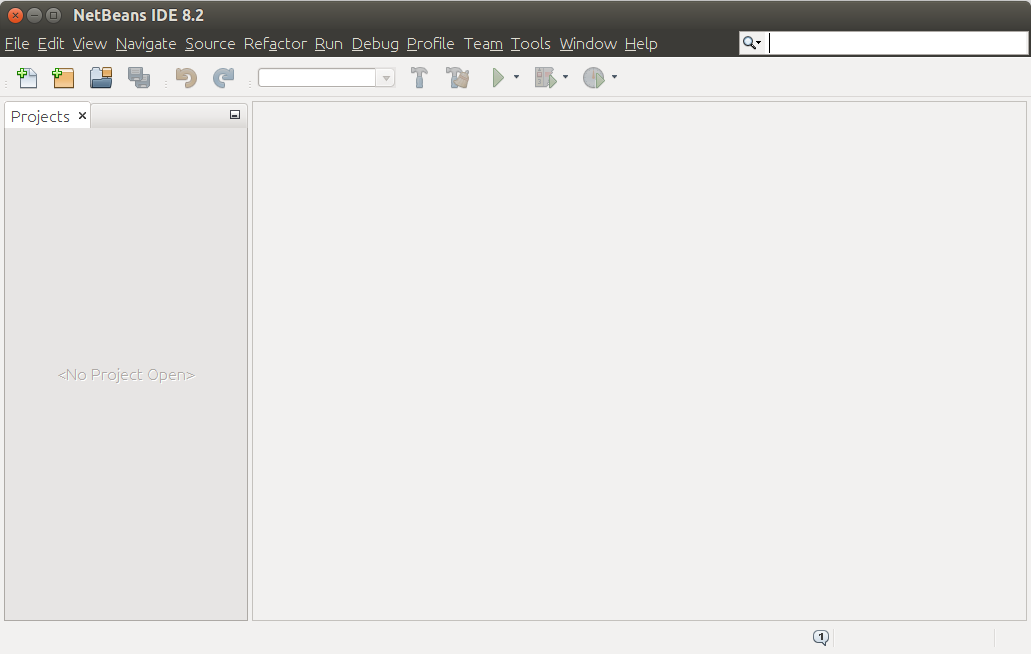 NetBeans IDE 8.2
File Edit View Navigate Source Refactor Run Debug Profile Team Tools Window Help
Projects
<No Project Open>
1